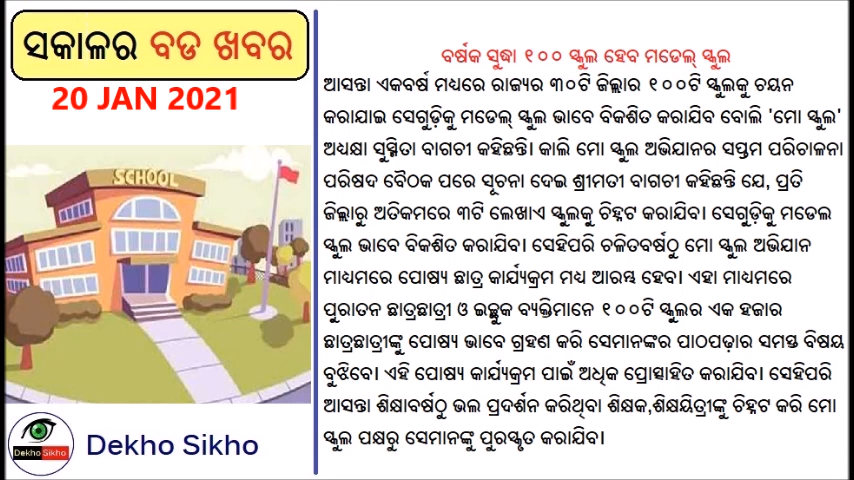 ସକାଳର ବଡ ଖବର
20 JAN 2021
SCHOOL
Dekho Sikho
Dekho Sikho
ବର୍ଷକ ସୁଦ୍ଧା ୧୦୦ ସ୍କୁଲ ହେବ ମଡେଲ୍ ସ୍କୁଲ
ଆସନ୍ତା ଏକବର୍ଷ ମଧ୍ୟରେ ରାଜ୍ୟର ୩୦ଟି ଜିଲ୍ଲାର ୧୦୦ଟି ସ୍କୁଲକୁ ଚୟନ
କରାଯାଇ ସେଗୁଡ଼ିକୁ ମଡେଲ୍ ସ୍କୁଲ ଭାବେ ବିକଶିତ କରାଯିବ ବୋଲି 'ମୋ ସ୍କୁଲ'
ଅଧ୍ୟକ୍ଷା ସୁସ୍ମିତା ବାଗଚୀ କହିଛନ୍ତି। କାଲି ମୋ ସ୍କୁଲ ଅଭିଯାନର ସପ୍ତମ ପରିଚାଳନା
ପରିଷଦ ବୈଠକ ପରେ ସୂଚନା ଦେଇ ଶ୍ରୀମତୀ ବାଗଚୀ କହିଛନ୍ତି ଯେ, ପ୍ରତି
ଜିଲ୍ଲାରୁ ଅତିକମରେ ୩ଟି ଲେଖାଏ ସ୍କୁଲକୁ ଚିହ୍ନଟ କରାଯିବ। ସେଗୁଡ଼ିକୁ ମଡେଲ
ସ୍କୁଲ ଭାବେ ବିକଶିତ କରାଯିବ। ସେହିପରି ଚଳିତବର୍ଷଠୁ ମୋ ସ୍କୁଲ ଅଭିଯାନ
ମାଧ୍ୟମରେ ପୋଷ୍ୟ ଛାତ୍ର କାର୍ଯ୍ୟକ୍ରମ ମଧ୍ୟ ଆରମ୍ଭ ହେବ। ଏହା ମାଧ୍ୟମରେ
ପୁରାତନ ଛାତ୍ରଛାତ୍ରୀ ଓ ଇଚ୍ଛୁକ ବ୍ୟକ୍ତିମାନେ ୧୦୦ଟି ସ୍କୁଲର ଏକ ହଜାର
ଛାତ୍ରଛାତ୍ରୀଙ୍କୁ ପୋଷ୍ୟ ଭାବେ ଗ୍ରହଣ କରି ସେମାନଙ୍କର ପାଠପଢ଼ାର ସମସ୍ତ ବିଷୟ
ବୁଝିବେ। ଏହି ପୋଷ୍ୟ କାର୍ଯ୍ୟକ୍ରମ ପାଇଁ ଅଧିକ ପ୍ରୋତ୍ସାହିତ କରାଯିବ। ସେହିପରି
ଆସନ୍ତା ଶିକ୍ଷାବର୍ଷଠୁ ଭଲ ପ୍ରଦର୍ଶନ କରିଥିବା ଶିକ୍ଷକ,ଶିକ୍ଷୟିତ୍ରୀଙ୍କୁ ଚିହ୍ନଟ କରି ମୋ
ସ୍କୁଲ ପକ୍ଷରୁ ସେମାନଙ୍କୁ ପୁରସ୍କୃତ କରାଯିବ।